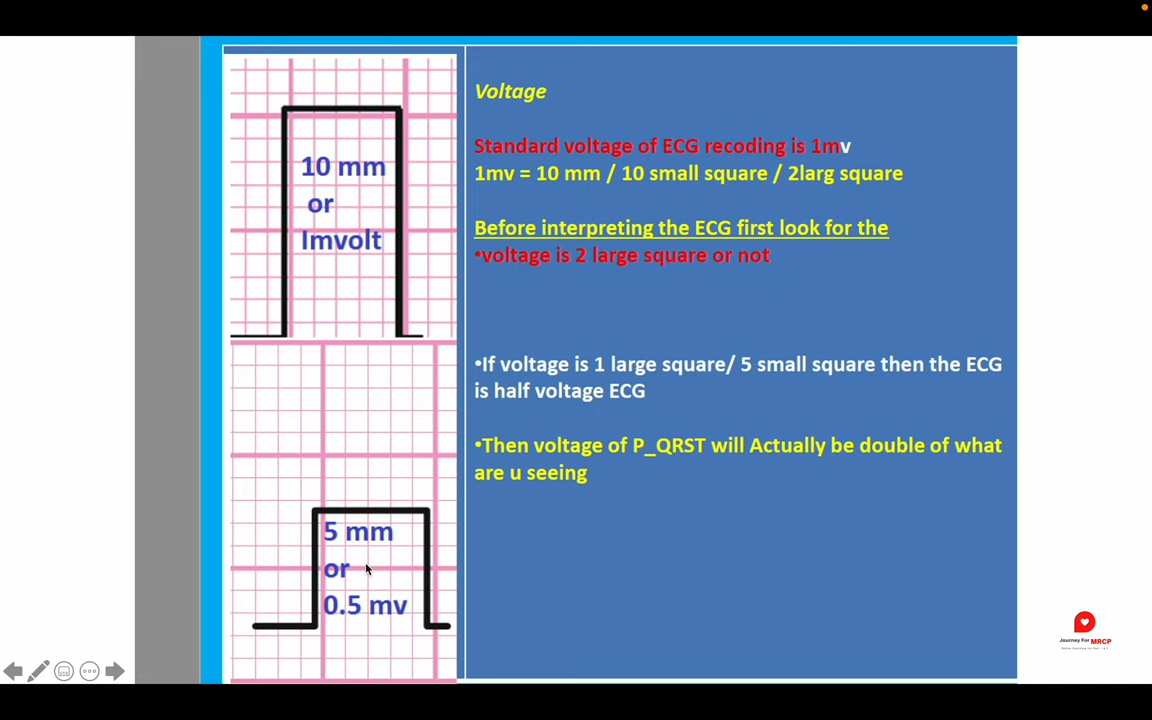 10 mm
or
Imvolt
5 mm
or
0.5 mv
Voltage
Standard voltage of ECG recoding is 1mv
1mv = 10 mm / 10 small square / 2larg square
Before interpreting the ECG first look for the
•voltage is 2 large square or not
•If voltage is 1 large square/ 5 small square then the ECG
is half voltage ECG
•Then voltage of P_QRST will Actually be double of what
are u seeing
Journey For MRCP